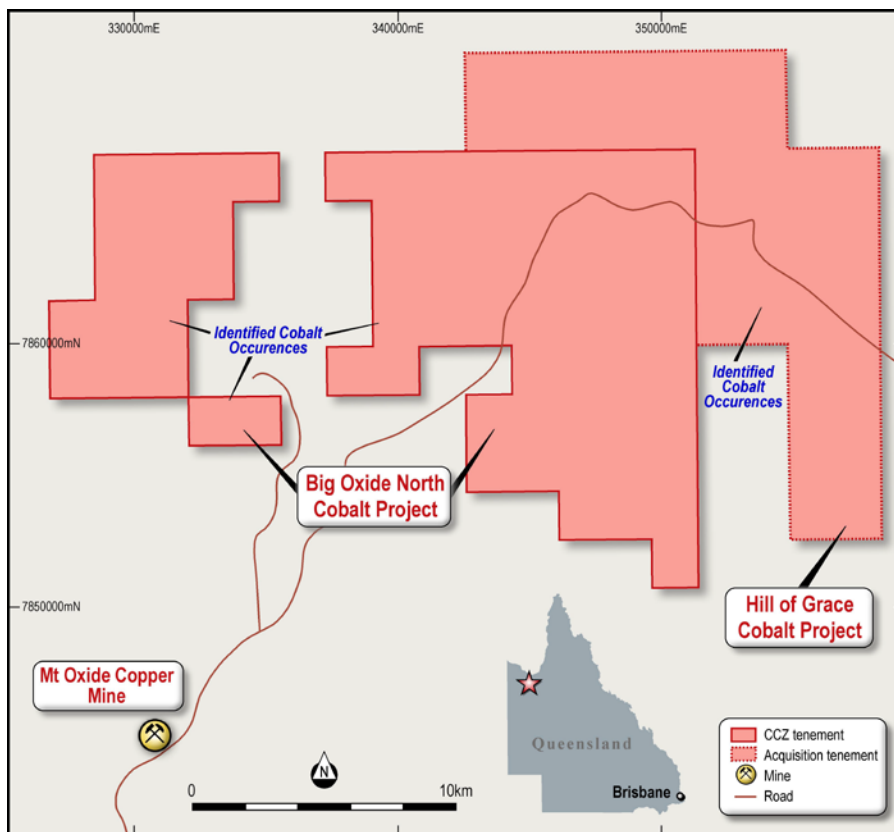 330000mE
340000mE
350000mE
Identified Cobalt
Occurences
7860000mN
Identified
Cobalt
Occurences
Big Oxide North
Cobalt Project
7850000mN
Hill of Grace
Cobalt Project
Mt Oxide Copper
Mine
Queensland
Brisbane
N
0
10km
CCZ tenement
Acquisition tenement
Mine
Road